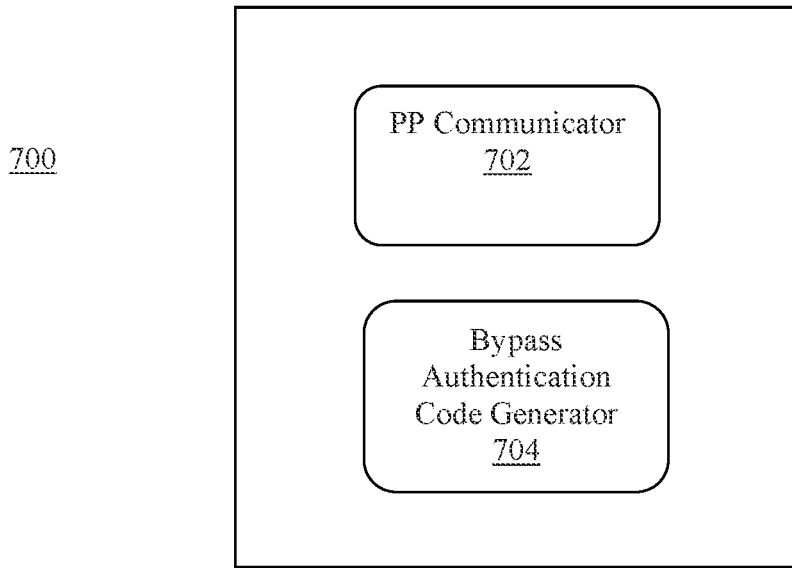 PP Communicator
702
700
Bypass
Authentication
Code Generator
704